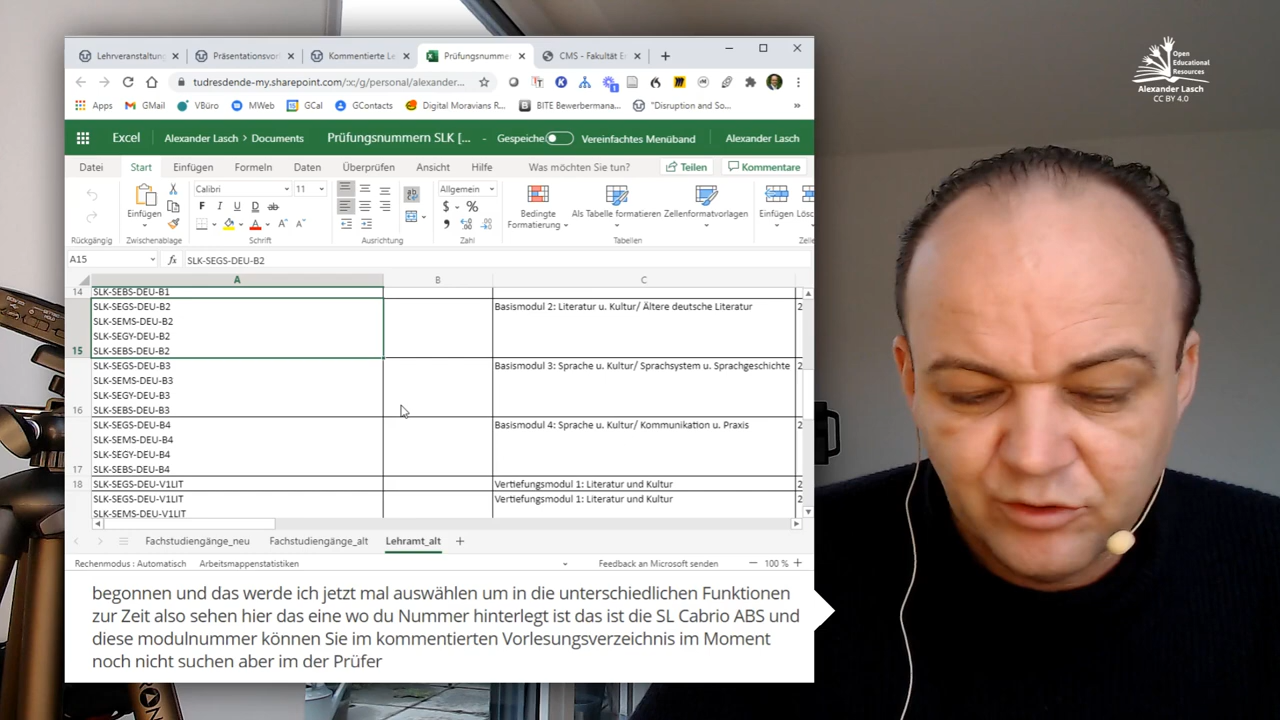 Lehrveranstaltung
Präsentationsvor
Kommentierte Le
Prüfungsnumme
CMS - Fakultät E
tudresdende-my.sharepoint.com/:x:/g/personal/alexander...
Apps
GMail
VBüro
MWeb
GCal
GContacts
Digital Moravians R...
BITE Bewerbermana...
"Disruption and So...
»
Excel
Alexander Lasch > Documents
Prüfungsnummern SLK [...
- Gespeiche
Vereinfachtes Menüband
Alexander Lasch
Datei
Start
Einfügen
Formeln
Daten
Überprüfen
Ansicht
Hilfe
Was möchten Sie tun?
Teilen
Kommentare
Calibri
11
Allgemein
Einfügen
F K U D ab
$ %
Bedingte
Formatierung
Als Tabelle formatieren
Zellenformatvorlagen
Einfügen
Rückgängig
Zwischenablage
Schrift
Ausrichtung
Zahl
Tabellen
A15
fx
SLK-SEGS-DEU-B2
A B C
14 SLK-SEBS-DEU-B1
SLK-SEGS-DEU-B2 Basismodul 2: Literatur u. Kultur/ Ältere deutsche Literatur 2
SLK-SEMS-DEU-B2
SLK-SEGY-DEU-B2
15 SLK-SEBS-DEU-B2
SLK-SEGS-DEU-B3 Basismodul 3: Sprache u. Kultur/ Sprachsystem u. Sprachgeschichte 2
SLK-SEMS-DEU-B3
SLK-SEGY-DEU-B3
16 SLK-SEBS-DEU-B3
SLK-SEGS-DEU-B4 Basismodul 4: Sprache u. Kultur/ Kommunikation u. Praxis 2
SLK-SEMS-DEU-B4
SLK-SEGY-DEU-B4
17 SLK-SEBS-DEU-B4
18 SLK-SEGS-DEU-V1LIT Vertiefungsmodul 1: Literatur und Kultur 2
SLK-SEGS-DEU-V1LIT Vertiefungsmodul 1: Literatur und Kultur 2
SLK-SEMS-DEU-V1LIT
Fachstudiengänge_neu
Fachstudiengänge_alt
Lehramt_alt
Rechenmodus : Automatisch
Arbeitsmappenstatistiken
Feedback an Microsoft senden
100 %
begonnen und das werde ich jetzt mal auswählen um in die unterschiedlichen Funktionen
zur Zeit also sehen hier das eine wo du Nummer hinterlegt ist das ist die SL Cabrio ABS und
diese modulnummer können Sie im kommentierten Vorlesungsverzeichnis im Moment
noch nicht suchen aber im der Prüfer
Open
Educational
Resources
Alexander Lasch
CC BY 4.0